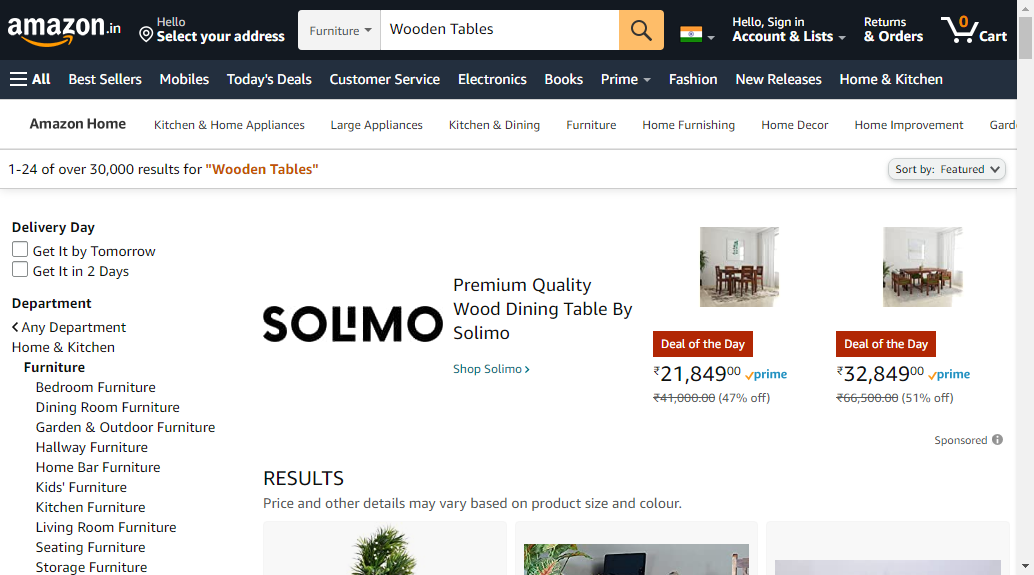 amazon.in
Hello
Select your address
Furniture
Wooden Tables
Hello, Sign in
Account & Lists
Returns
& Orders
0
Cart
All
Best Sellers
Mobiles
Today's Deals
Customer Service
Electronics
Books
Prime
Fashion
New Releases
Home & Kitchen
Amazon Home
Kitchen & Home Appliances
Large Appliances
Kitchen & Dining
Furniture
Home Furnishing
Home Decor
Home Improvement
Gard
1-24 of over 30,000 results for "Wooden Tables"
Sort by: Featured
Delivery Day
Get It by Tomorrow
Get It in 2 Days
Department
Any Department
Home & Kitchen
Furniture
Bedroom Furniture
Dining Room Furniture
Garden & Outdoor Furniture
Hallway Furniture
Home Bar Furniture
Kids' Furniture
Kitchen Furniture
Living Room Furniture
Seating Furniture
Storage Furniture
SOLIMO
Premium Quality
Wood Dining Table By
Solimo
Shop Solimo ›
Deal of the Day
₹21,84900 prime
₹41,000.00 (47% off)
Deal of the Day
₹32,84900 prime
₹66,500.00 (51% off)
Sponsored
RESULTS
Price and other details may vary based on product size and colour.